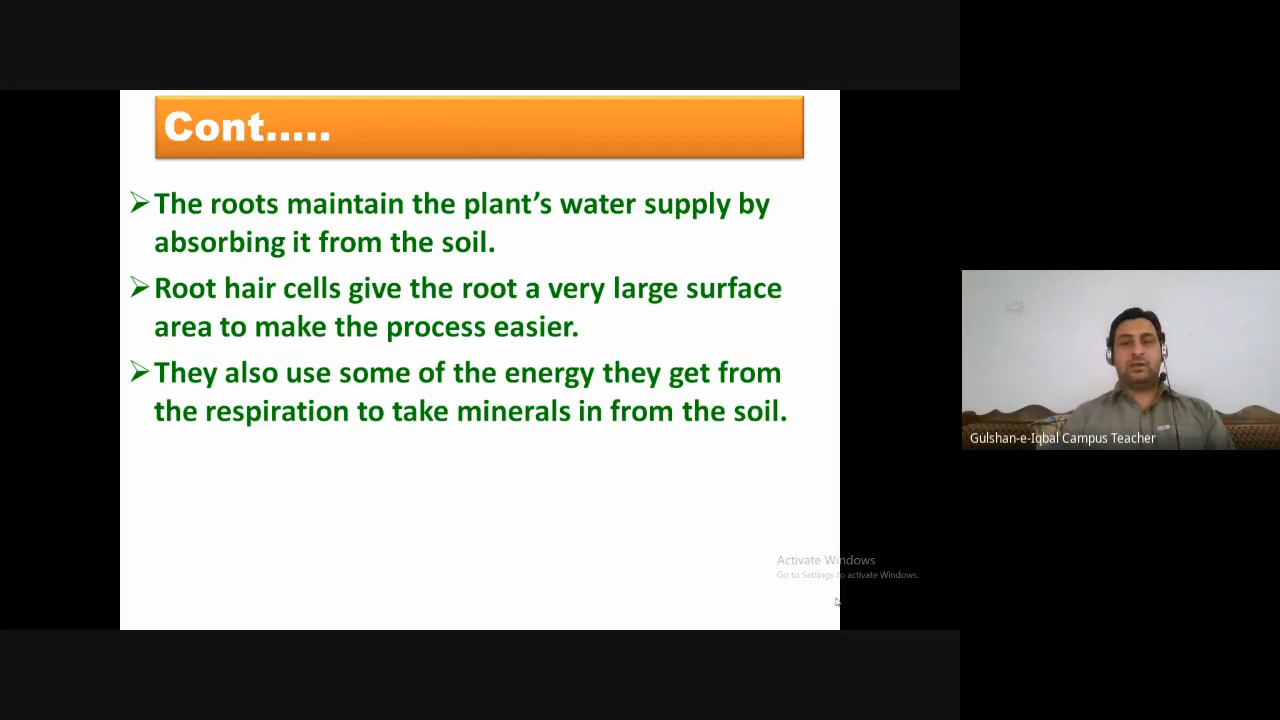 Cont.....
➢The roots maintain the plant’s water supply by
absorbing it from the soil.
➢Root hair cells give the root a very large surface
area to make the process easier.
➢They also use some of the energy they get from
the respiration to take minerals in from the soil.
Gulshan-e-Iqbal Campus Teacher
Activate Windows
Go to Settings to activate Windows.